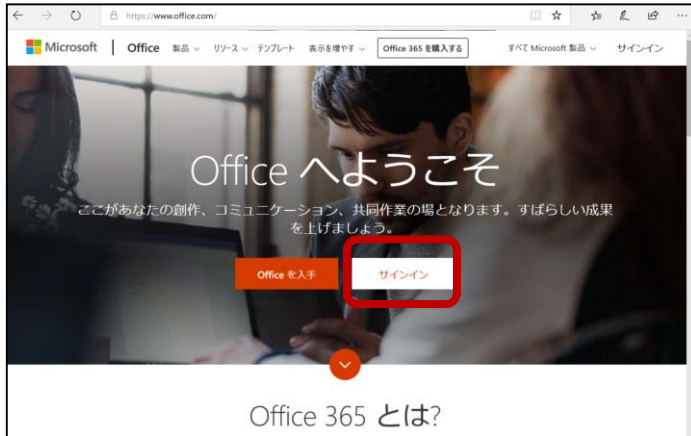 https://www.office.com/
Microsoft | Office 製品 リソース テンプレート 表示を増やす Office 365 を購入する すべて Microsoft 製品 サインイン
Office へようこそ
ここがあなたの創作、コミュニケーション、共同作業の場となります。すばらしい成果
を上げましょう。
Office を入手 サインイン
Office 365 とは?